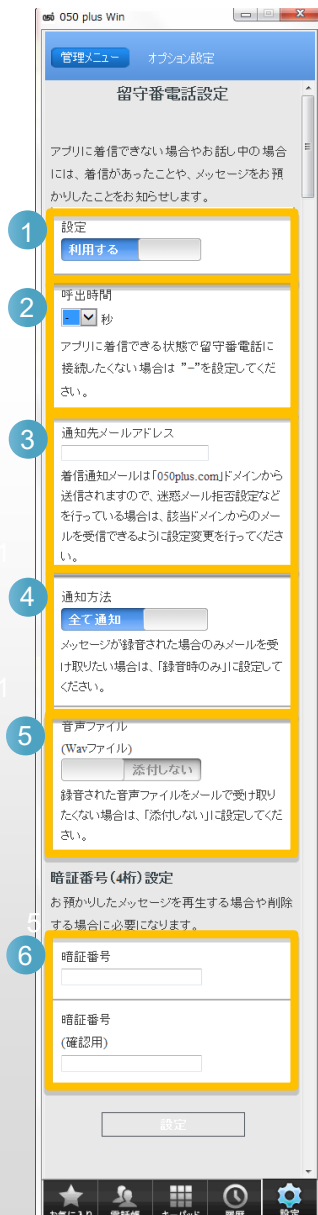 050 plus Win
管理メニュー オプション設定
留守番電話設定
アプリに着信できない場合やお話し中の場合
には、着信があったことや、メッセージをお預
かりしたことをお知らせします。
1
設定
利用する
2
呼出時間
- 秒
アプリに着信できる状態で留守番電話に
接続したくない場合は "-"を設定してくだ
さい。
3
通知先メールアドレス
着信通知メールは「050plus.com」ドメインから
送信されますので、迷惑メール拒否設定など
を行っている場合は、該当ドメインからのメー
ルを受信できるように設定変更を行ってくださ
い。
1
4
通知方法
全て通知
メッセージが録音された場合のみメールを受
け取りたい場合は、「録音時のみ」に設定して
ください。
1
5
音声ファイル
(Wavファイル)
添付しない
録音された音声ファイルをメールで受け取り
たくない場合は、「添付しない」に設定してくだ
さい。
暗証番号(4桁)設定
お預かりしたメッセージを再生する場合や削除
する場合に必要になります。
5
6
暗証番号
暗証番号
(確認用)
設定
お気に入り 電話帳 キーパッド 履歴 設定